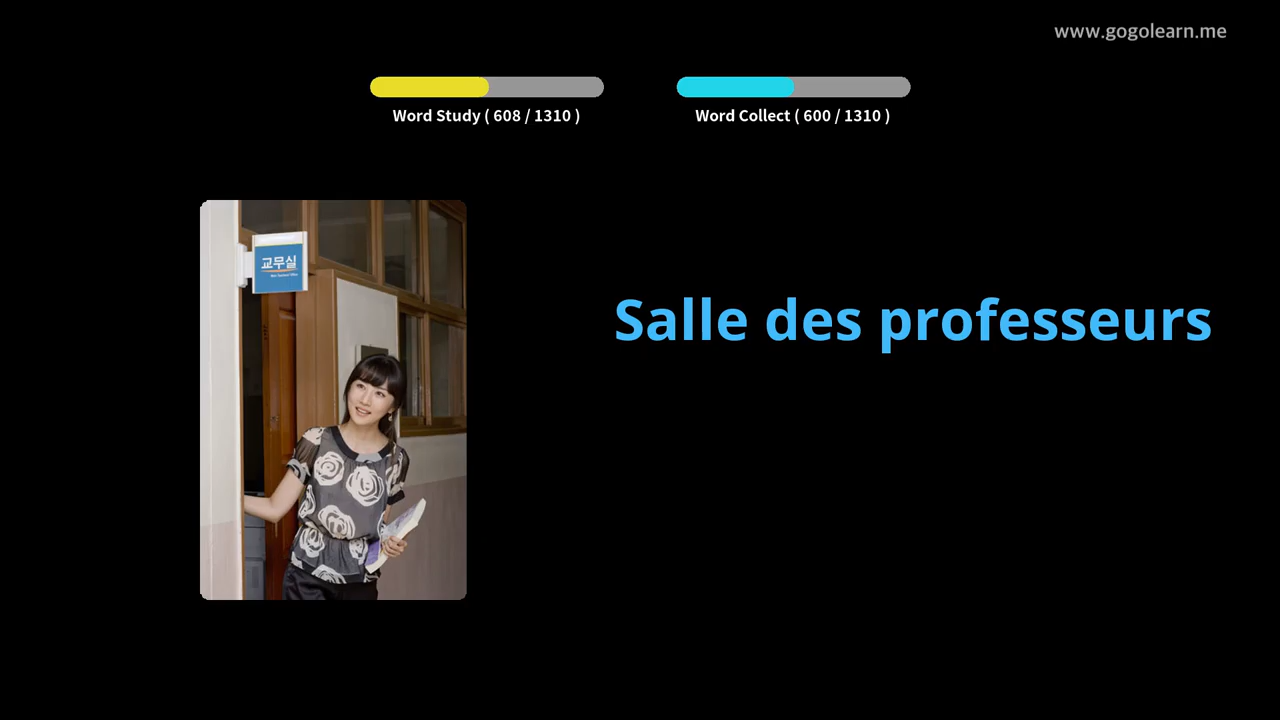 www.gogolearn.me
Word Study ( 608 / 1310 )
Word Collect ( 600 / 1310 )
교무실
Salle des professeurs